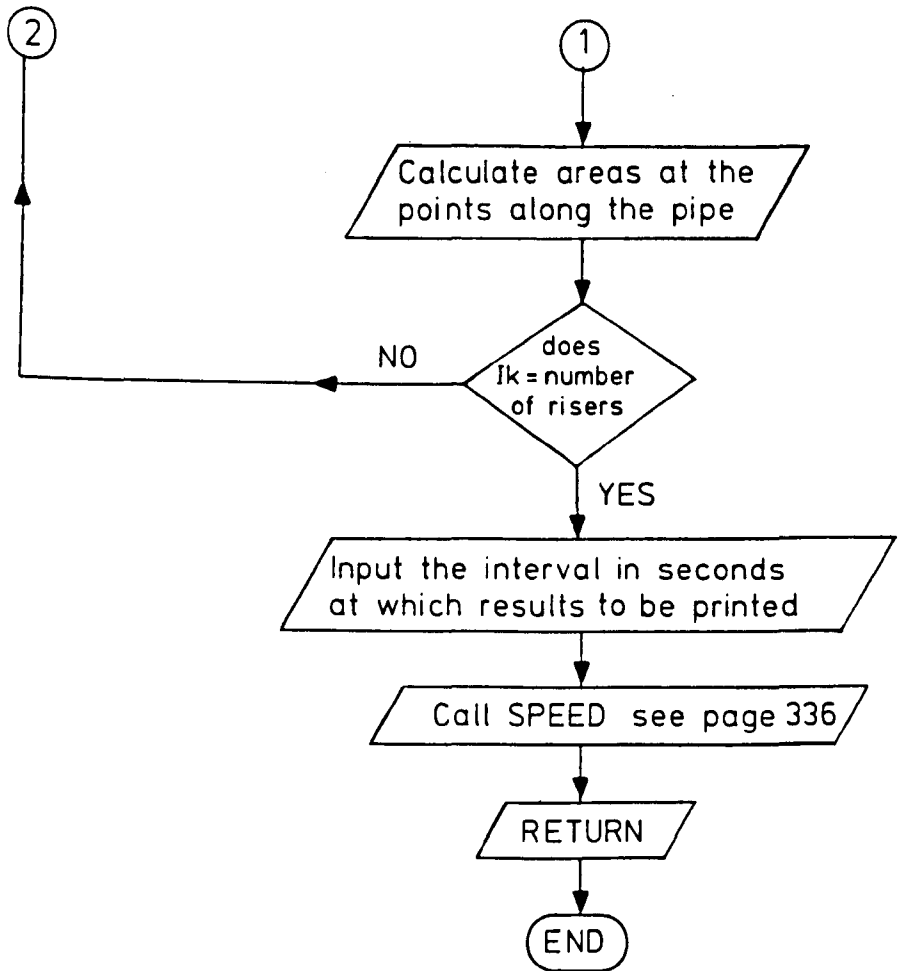 2
1
Calculate areas at the
points along the pipe
does
Ik = number
of risers
NO
YES
Input the interval in seconds
at which results to be printed
Call SPEED see page 336
RETURN
END